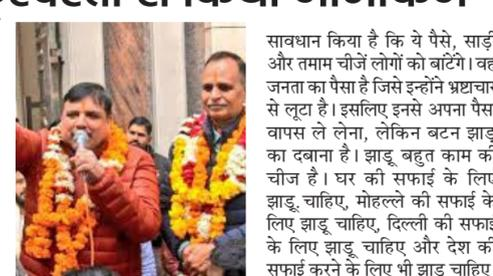 सावधान किया है कि ये पैसे, साड़ी
और तमाम चीजें लोगों को बाटेंगे। वह
जनता का पैसा है जिसे इन्होंने भ्रष्टाचार
से लूटा है। इसलिए इनसे अपना पैसा
वापस ले लेना, लेकिन बटन झाड़ू
का दबाना है। झाड़ू बहुत काम की
चीज है। घर की सफाई के लिए
झाड़ू चाहिए, मोहल्ले की सफाई के
लिए झाड़ू चाहिए, दिल्ली की सफाई
के लिए झाड़ू चाहिए और देश की
सफाई करने के लिए भी झाड़ू चाहिए